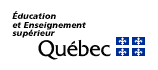 Éducation
et Enseignement
supérieur
Québec